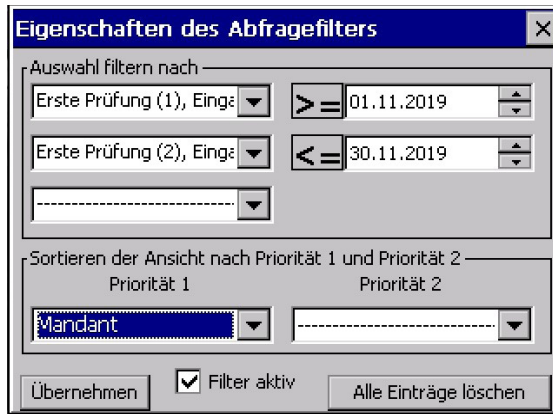 Eigenschaften des Abfragefilters
Auswahl filtern nach
Erste Prüfung (1), Einga >= 01.11.2019
Erste Prüfung (2), Einga <= 30.11.2019
Sortieren der Ansicht nach Priorität 1 und Priorität 2
Priorität 1 Priorität 2
Mandant
Übernehmen Filter aktiv Alle Einträge löschen